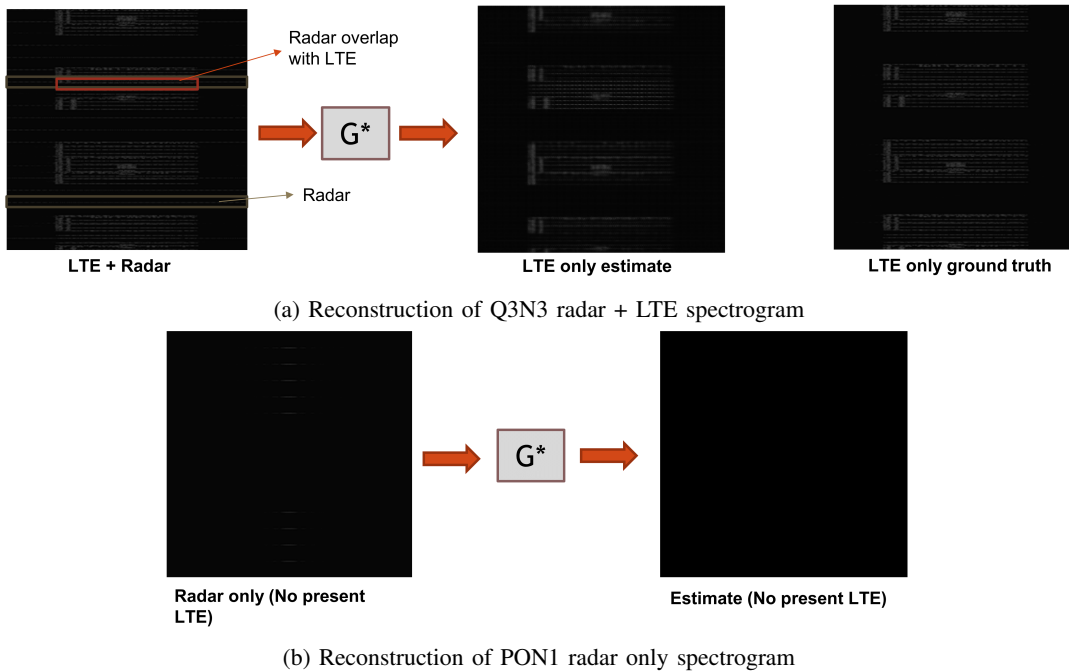 Radar overlap
with LTE
G*
Radar
LTE + Radar
LTE only estimate
LTE only ground truth
(a) Reconstruction of Q3N3 radar + LTE spectrogram
G*
Radar only (No present
LTE)
Estimate (No present LTE)
(b) Reconstruction of PON1 radar only spectrogram